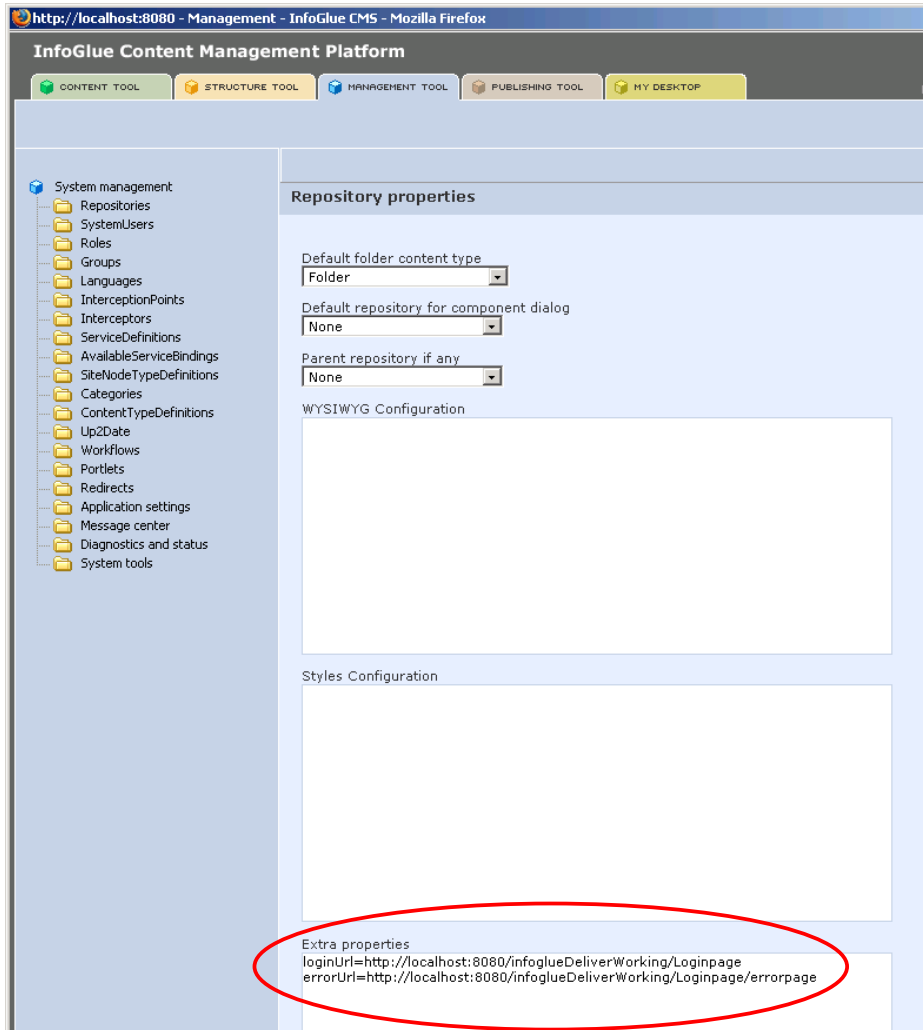 http://localhost:8080 - Management - InfoGlue CMS - Mozilla Firefox
InfoGlue Content Management Platform
CONTENT TOOL
STRUCTURE TOOL
MANAGEMENT TOOL
PUBLISHING TOOL
MY DESKTOP
System management
Repositories
SystemUsers
Roles
Groups
Languages
InterceptionPoints
Interceptors
ServiceDefinitions
AvailableServiceBindings
SiteNodeTypeDefinitions
Categories
ContentTypeDefinitions
Up2Date
Workflows
Portlets
Redirects
Application settings
Message center
Diagnostics and status
System tools
Repository properties
Default folder content type
Folder
Default repository for component dialog
None
Parent repository if any
None
WYSIWYG Configuration
Styles Configuration
Extra properties
loginUrl=http://localhost:8080/infoglueDeliverWorking/Loginpage
errorUrl=http://localhost:8080/infoglueDeliverWorking/Loginpage/errorpage